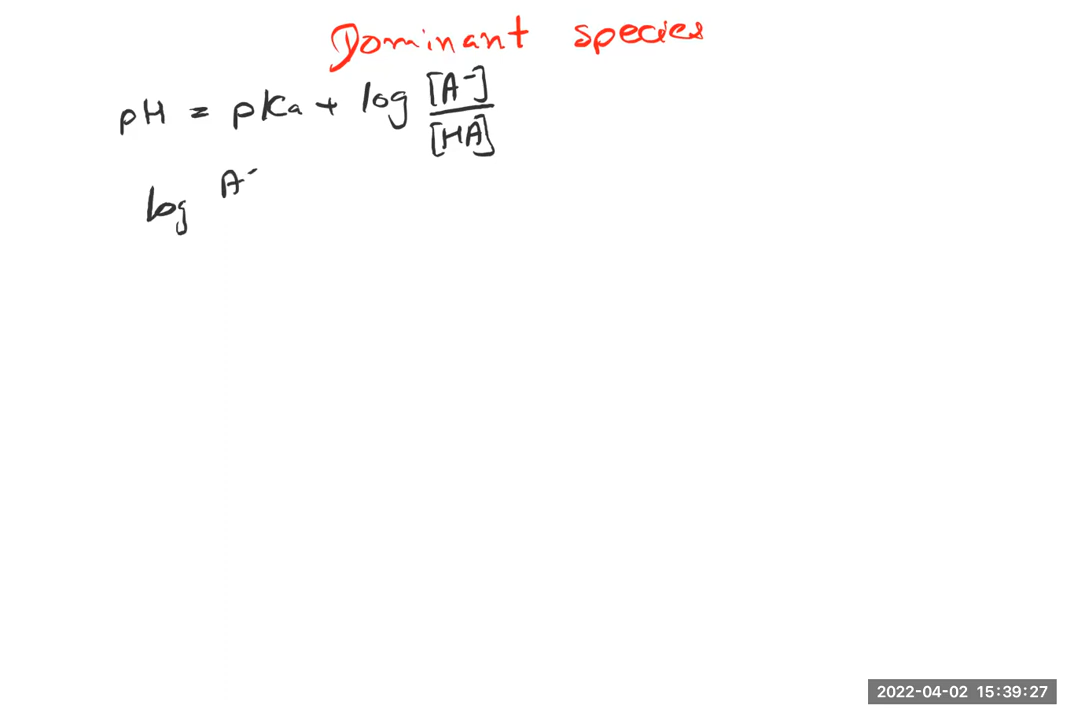 Dominant species
pH = pKa + log [A⁻]/[HA]
log A⁻
2022-04-02 15:39:27